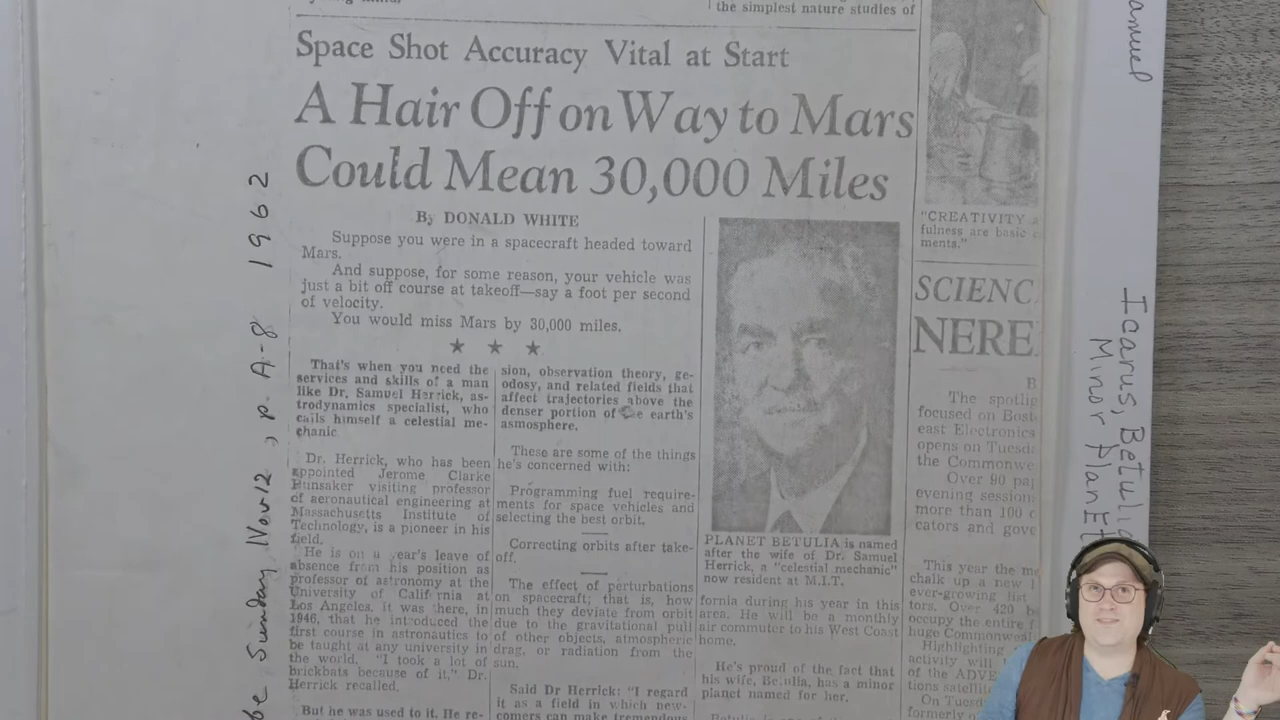 the simplest nature studies of
Space Shot Accuracy Vital at Start
A Hair Off on Way to Mars
Could Mean 30,000 Miles
By DONALD WHITE
Suppose you were in a spacecraft headed toward
Mars.
And suppose, for some reason, your vehicle was
just a bit off course at takeoff—say a foot per second
of velocity.
You would miss Mars by 30,000 miles.
★ ★ ★
That's when you need the
services and skills of a man
like Dr. Samuel Herrick, as-
trodynamics specialist, who
calls himself a celestial me-
chanic
Dr. Herrick, who has been
appointed Jerome Clarke
Hunsaker visiting professor
of aeronautical engineering at
Massachusetts Institute of
Technology, is a pioneer in his
field.
He is on a year's leave of
absence from his position as
professor of astronomy at the
University of California at
Los Angeles. It was there, in
1946, that he introduced the
first course in astronautics to
be taught at any university in
the world. "I took a lot of
brickbats because of it," Dr.
Herrick recalled.
But he was used to it. He re-
sion, observation theory, ge-
odosy, and related fields that
affect trajectories above the
denser portion of the earth's
asmosphere.
These are some of the things
he's concerned with:
Programming fuel require-
ments for space vehicles and
selecting the best orbit.
Correcting orbits after take-
off.
The effect of perturbations
on spacecraft; that is, how
much they deviate from orbit
due to the gravitational pull
of other objects, atmospheric
drag, or radiation from the
sun.
Said Dr Herrick: "I regard
it as a field in which new-
comers can make tremendous
PLANET BETULIA is named
after the wife of Dr. Samuel
Herrick, a "celestial mechanic"
now resident at M.I.T.
fornia during his year in this
area. He will be a monthly
air commuter to his West Coast
home.
He's proud of the fact that
his wife, Betulia, has a minor
planet named for her.
"CREATIVITY
fulness are basic
ments."
SCIENC
NERE
The spotlig
focused on Bost
east Electronics
opens on Tuesd
the Commonwe
Over 90 pa
evening session
more than 100
cators and gove
This year the me
chalk up a new
ever-growing list
tors. Over 420
occupy the entire
huge Commonweal
Highlighting
activity will
of the ADVE
tions satellit
On Tuesd
formerly
be Sunday Nov 12, p. A-8 1962
amuel
Icarus, Betulia
Minor PlanEt